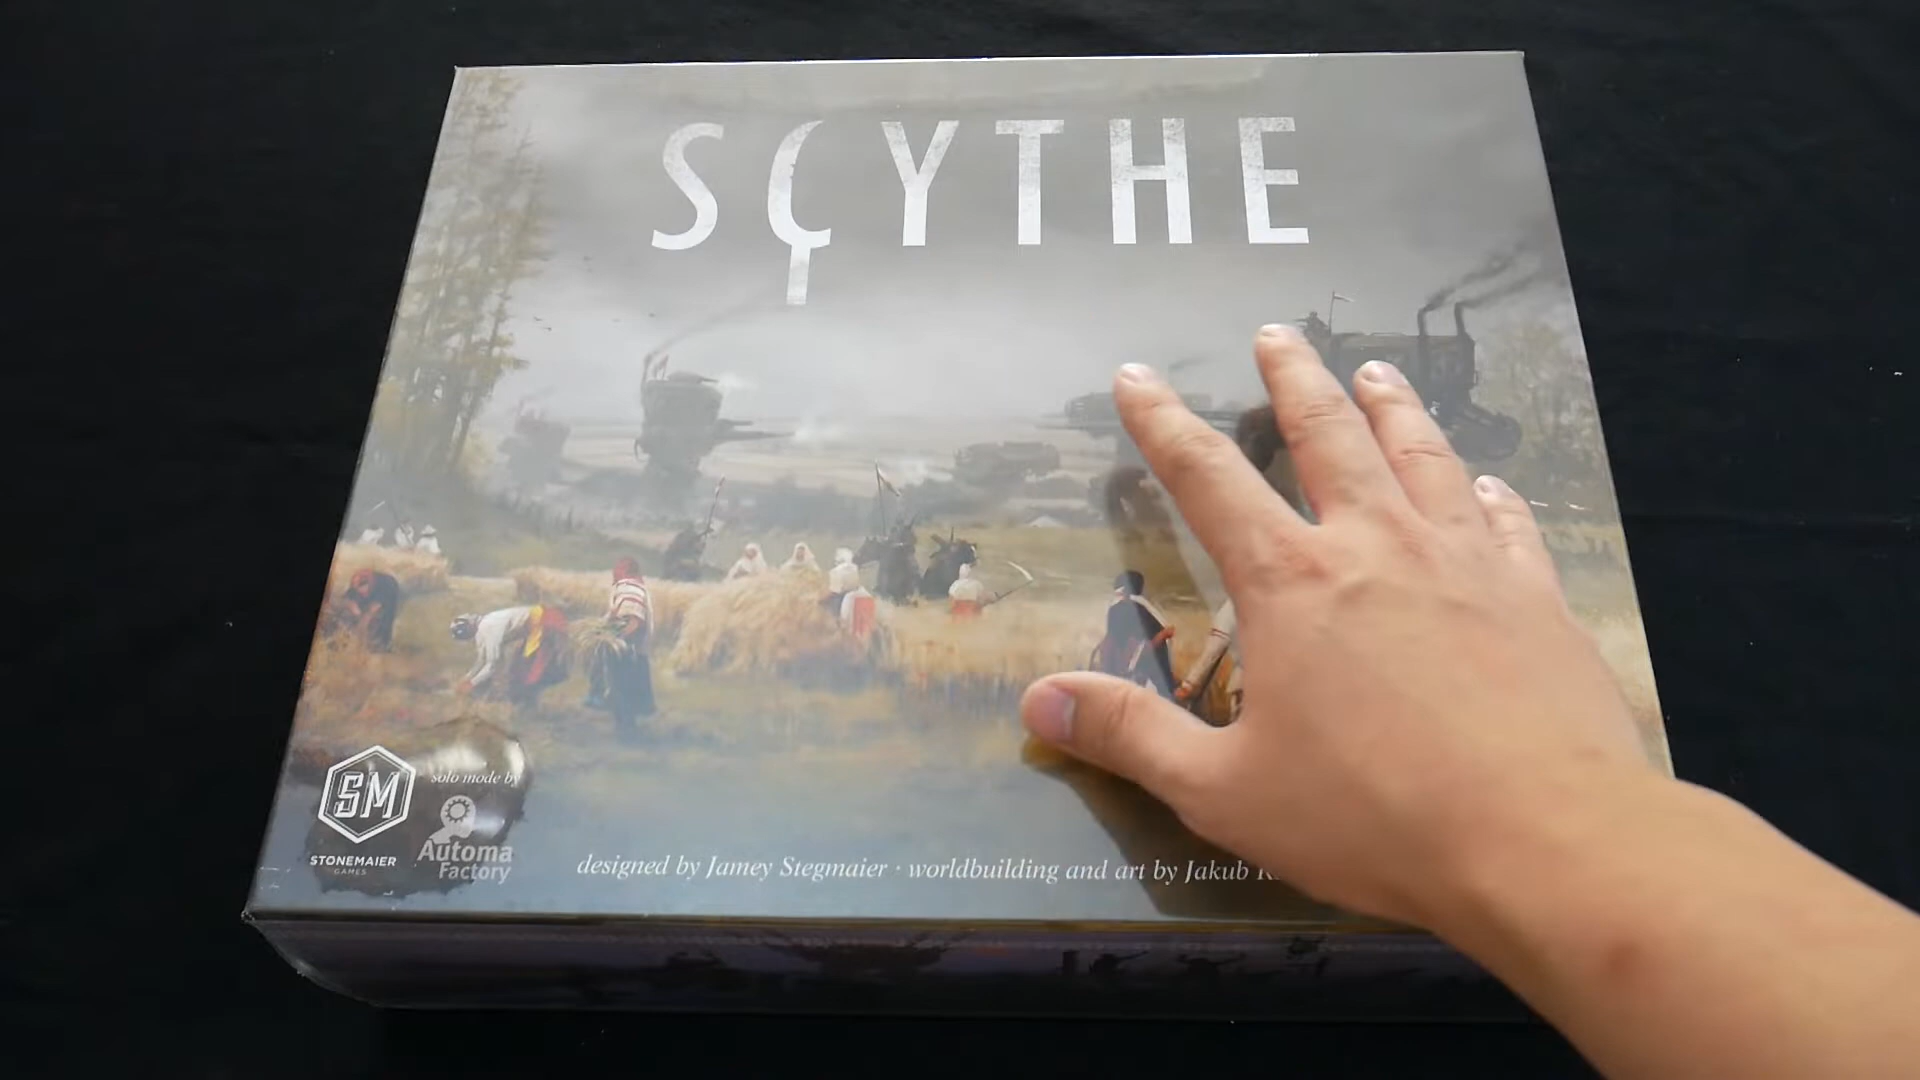 SCYTHE
SM
STONEMAIER
GAMES
solo mode by
Automa
Factory
designed by Jamey Stegmaier · worldbuilding and art by Jakub